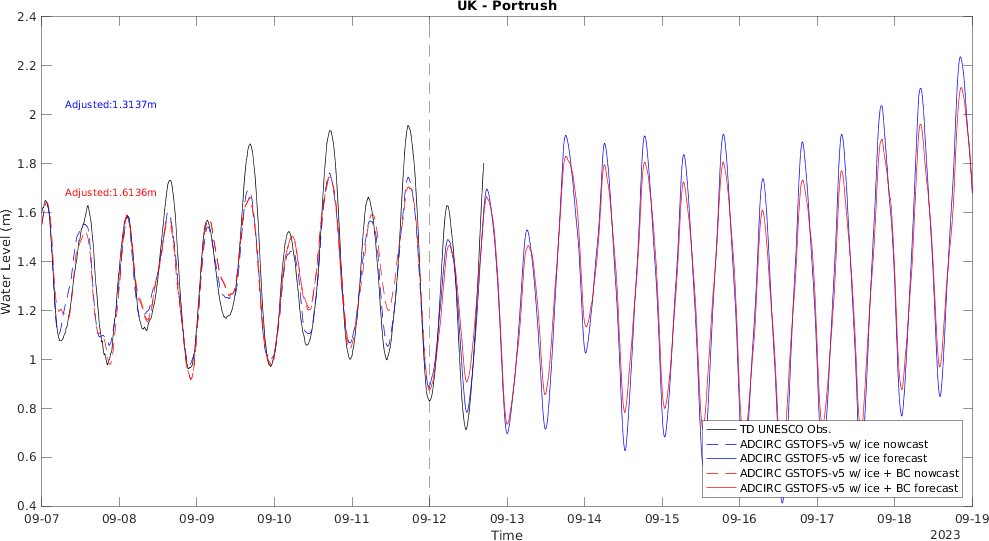 UK - Portrush
2.4
2.2
2
1.8
1.6
1.4
1.2
1
0.8
0.6
0.4
Water Level (m)
Adjusted:1.3137m
Adjusted:1.6136m
TD UNESCO Obs.
ADCIRC GSTOFS-v5 w/ ice nowcast
ADCIRC GSTOFS-v5 w/ ice forecast
ADCIRC GSTOFS-v5 w/ ice + BC nowcast
ADCIRC GSTOFS-v5 w/ ice + BC forecast
09-07 09-08 09-09 09-10 09-11 09-12 09-13 09-14 09-15 09-16 09-17 09-18 09-19
Time
2023